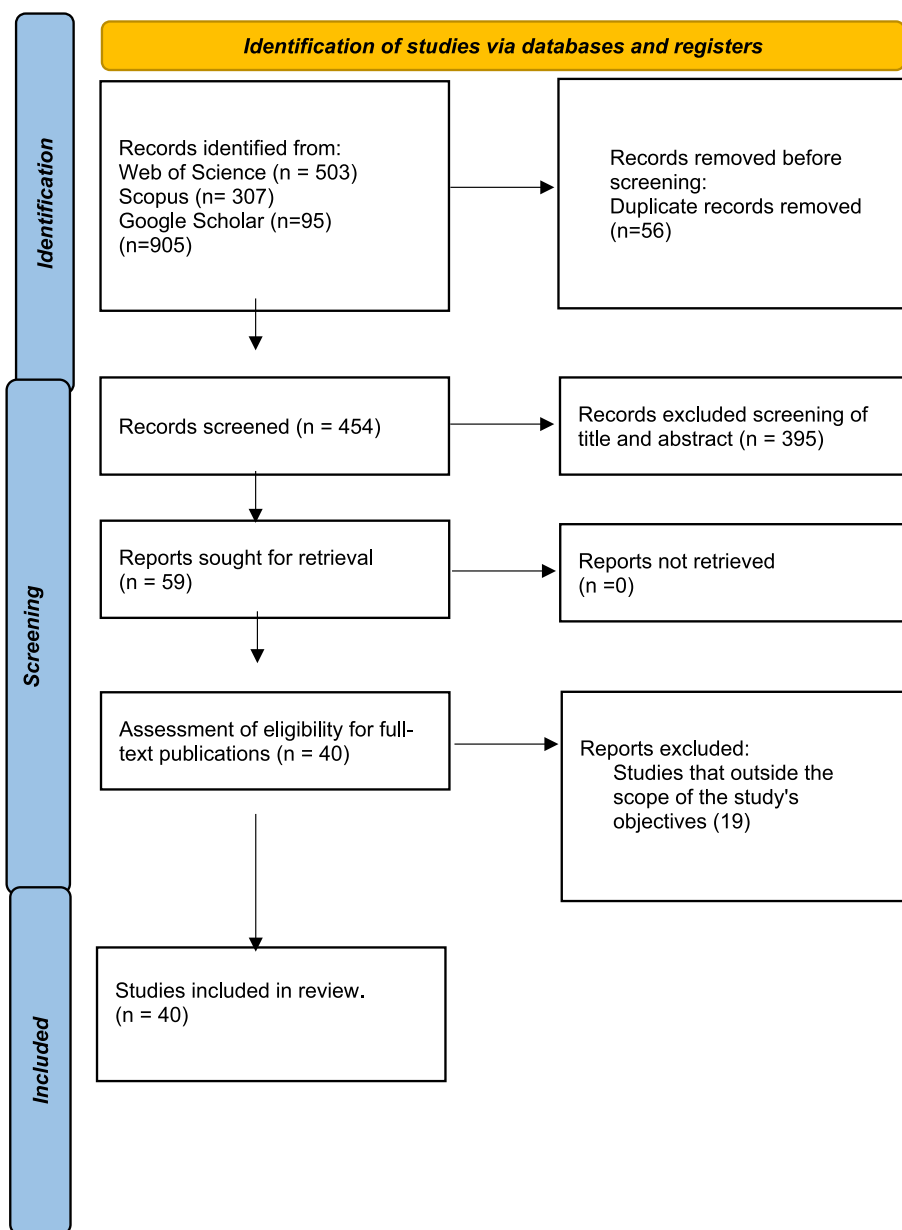 Identification of studies via databases and registers
Identification
Records identified from:
Web of Science (n = 503)
Scopus (n= 307)
Google Scholar (n=95)
(n=905)
Records removed before
screening:
Duplicate records removed
(n=56)
Screening
Records screened (n = 454)
Records excluded screening of
title and abstract (n = 395)
Reports sought for retrieval
(n = 59)
Reports not retrieved
(n =0)
Assessment of eligibility for full-
text publications (n = 40)
Reports excluded:
Studies that outside the
scope of the study's
objectives (19)
Included
Studies included in review.
(n = 40)